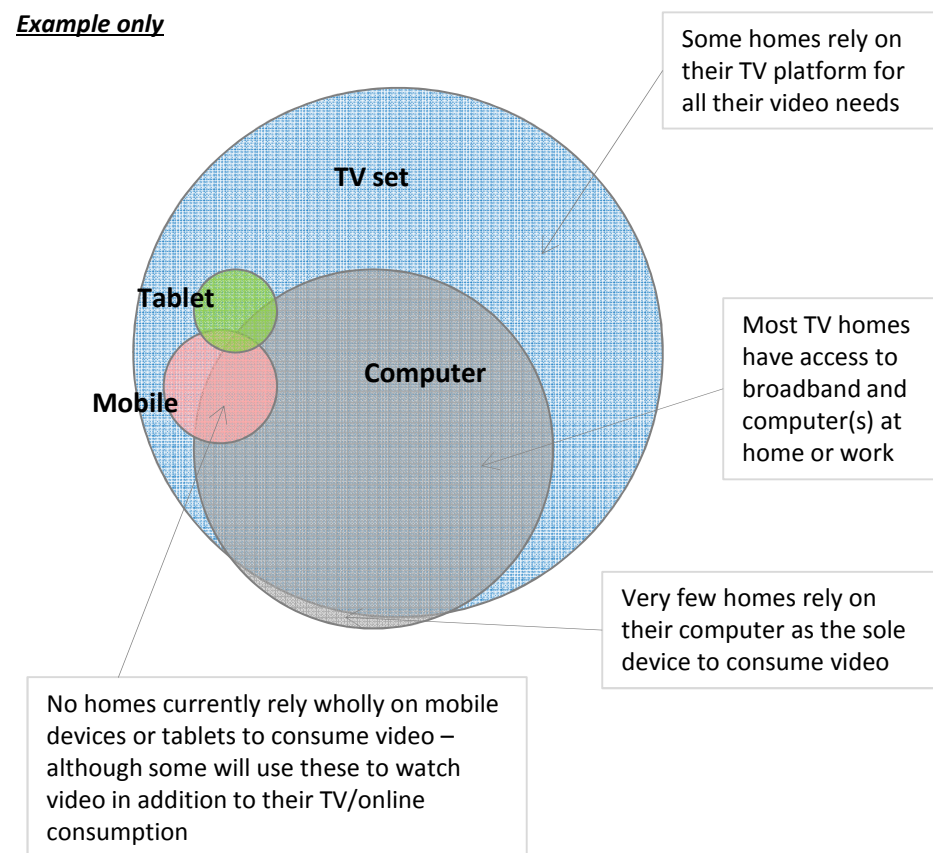 Example only
Some homes rely on
their TV platform for
all their video needs
TV set
Tablet
Mobile
Computer
Most TV homes
have access to
broadband and
computer(s) at
home or work
Very few homes rely on
their computer as the sole
device to consume video
No homes currently rely wholly on mobile
devices or tablets to consume video –
although some will use these to watch
video in addition to their TV/online
consumption